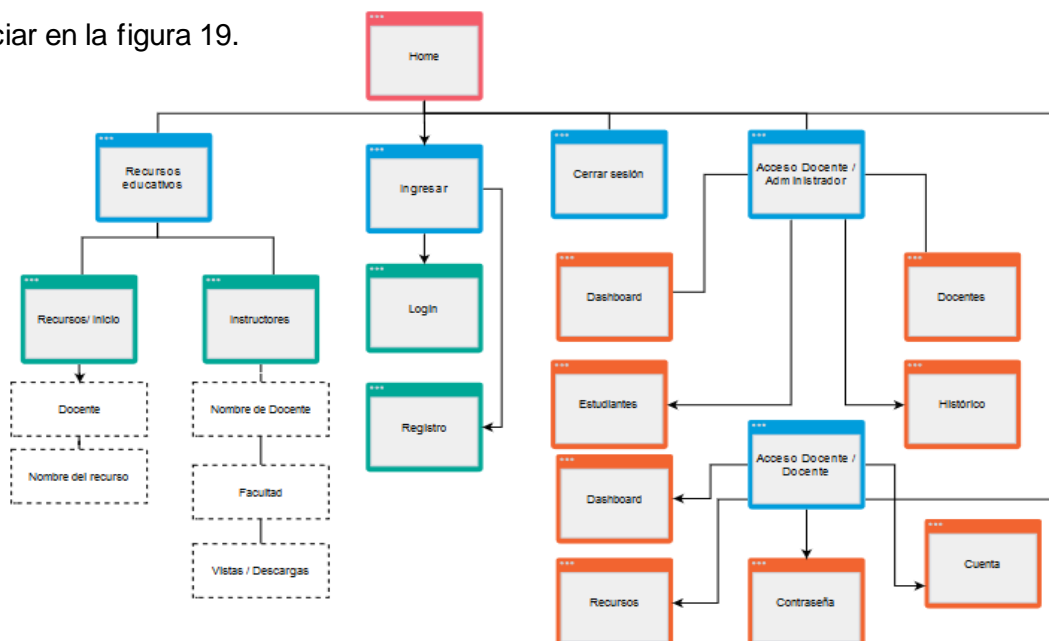 ciar en la figura 19.
Home
Recursos
educativos
Ingresar
Cerrar sesión
Acceso Docente /
Administrador
Recursos/ Inicio
Instructores
Login
Dashboard
Docentes
Docente
Nombre de Docente
Registro
Estudiantes
Histórico
Nombre del recurso
Facultad
Dashboard
Acceso Docente /
Docente
Vistas / Descargas
Recursos
Contraseña
Cuenta